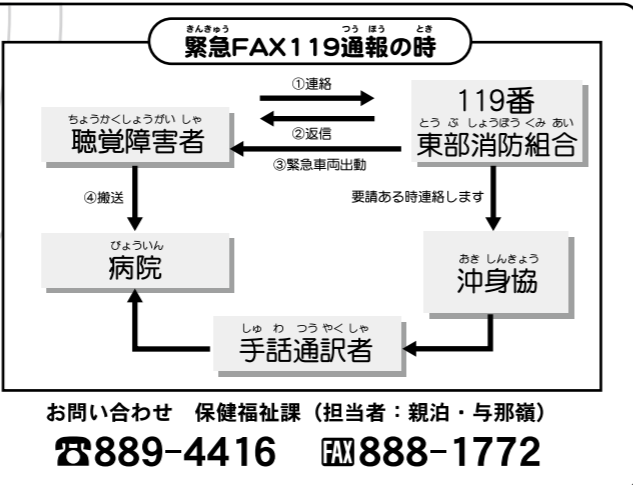 きんきゅう つうほう とき
緊急FAX119通報の時
①連絡
119番
ちょうかくしょうがいしゃ
聴覚障害者
とうぶしょうぼうくみあい
東部消防組合
②返信
③緊急車両出動
④搬送
要請ある時連絡します
びょういん
病院
おきしんきょう
沖身協
しゅわつうやくしゃ
手話通訳者
お問い合わせ 保健福祉課(担当者:親泊・与那嶺)
☎889-4416 FAX888-1772